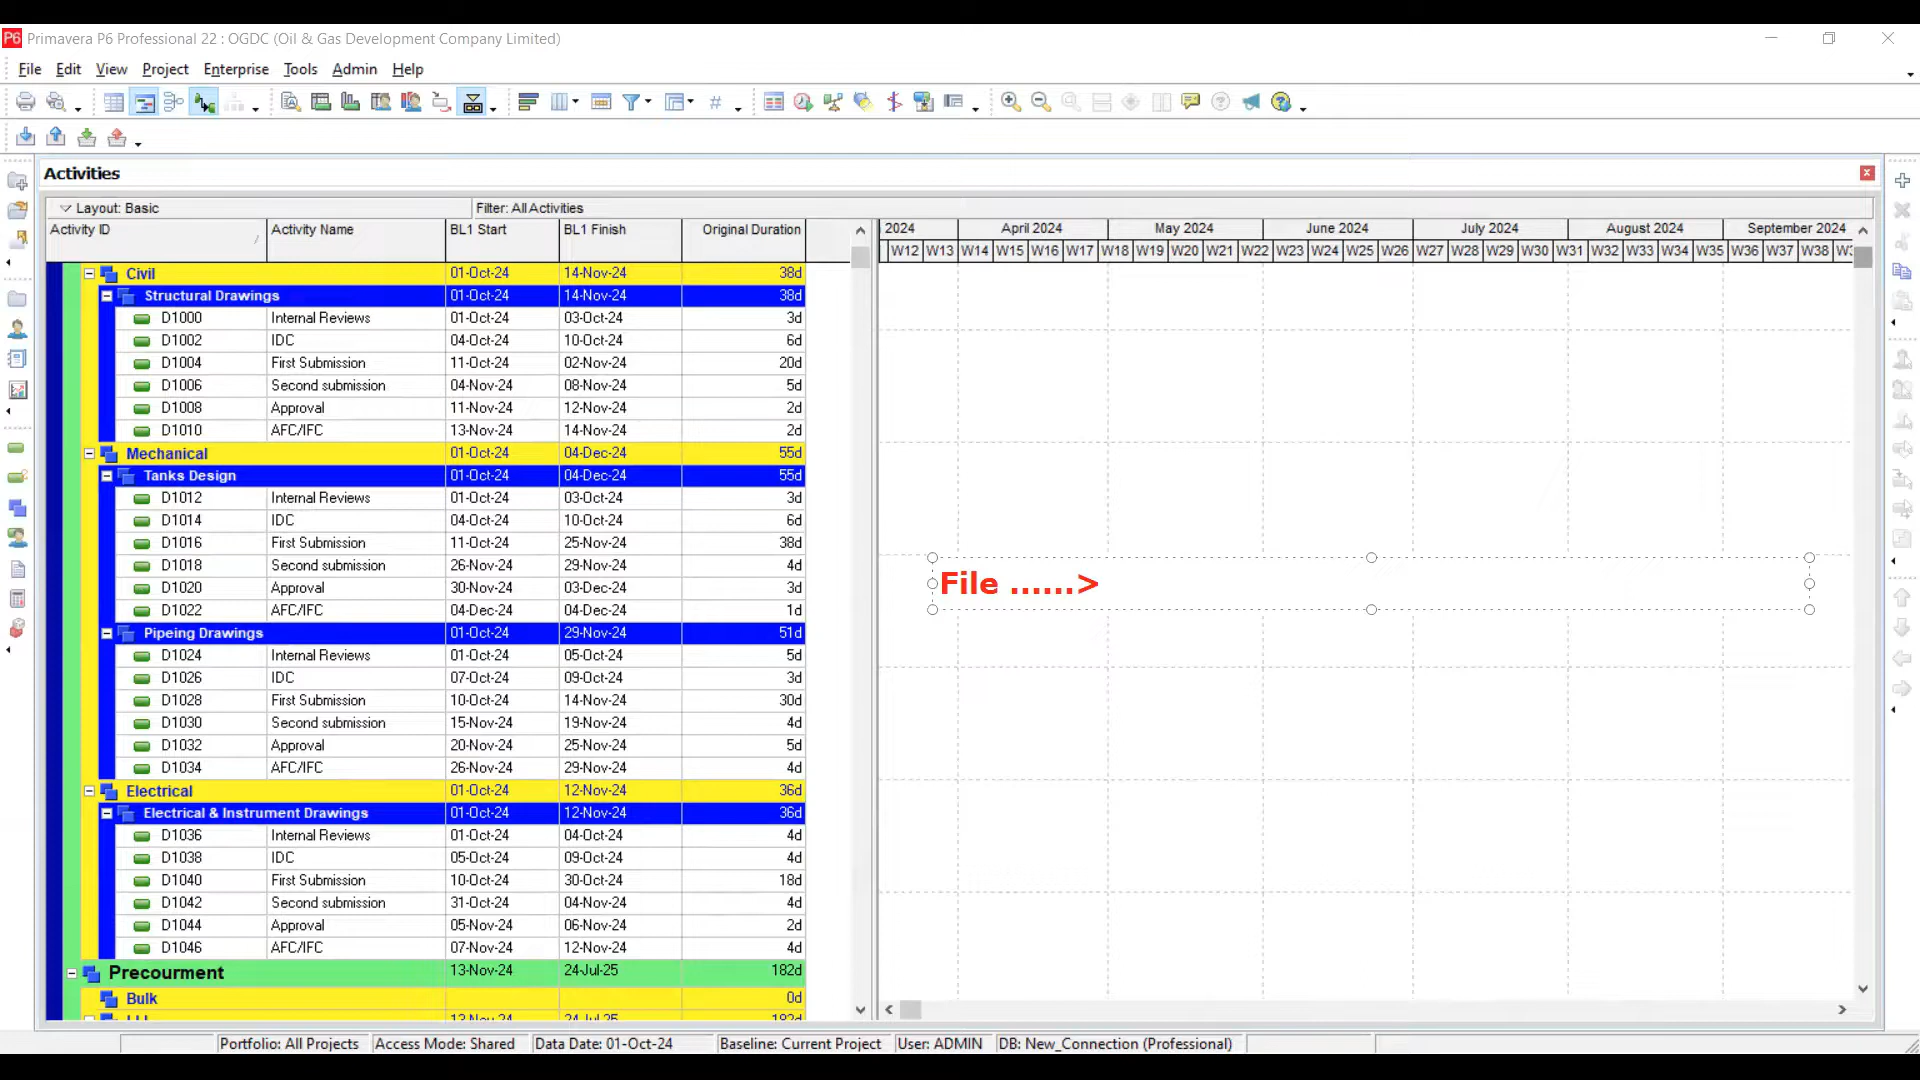 P6 Primavera P6 Professional 22 : OGDC (Oil & Gas Development Company Limited)
File Edit View Project Enterprise Tools Admin Help
Activities
Layout: Basic Filter: All Activities
Activity ID Activity Name BL1 Start BL1 Finish Original Duration
2024 April 2024 May 2024 June 2024 July 2024 August 2024 September 2024
W12 W13 W14 W15 W16 W17 W18 W19 W20 W21 W22 W23 W24 W25 W26 W27 W28 W29 W30 W31 W32 W33 W34 W35 W36 W37 W38
Civil 01-Oct-24 14-Nov-24 38d
Structural Drawings 01-Oct-24 14-Nov-24 38d
D1000 Internal Reviews 01-Oct-24 03-Oct-24 3d
D1002 IDC 04-Oct-24 10-Oct-24 6d
D1004 First Submission 11-Oct-24 02-Nov-24 20d
D1006 Second submission 04-Nov-24 08-Nov-24 5d
D1008 Approval 11-Nov-24 12-Nov-24 2d
D1010 AFC/IFC 13-Nov-24 14-Nov-24 2d
Mechanical 01-Oct-24 04-Dec-24 55d
Tanks Design 01-Oct-24 04-Dec-24 55d
D1012 Internal Reviews 01-Oct-24 03-Oct-24 3d
D1014 IDC 04-Oct-24 10-Oct-24 6d
D1016 First Submission 11-Oct-24 25-Nov-24 38d
D1018 Second submission 26-Nov-24 29-Nov-24 4d
D1020 Approval 30-Nov-24 03-Dec-24 3d
File ......>
D1022 AFC/IFC 04-Dec-24 04-Dec-24 1d
Pipeing Drawings 01-Oct-24 29-Nov-24 51d
D1024 Internal Reviews 01-Oct-24 05-Oct-24 5d
D1026 IDC 07-Oct-24 09-Oct-24 3d
D1028 First Submission 10-Oct-24 14-Nov-24 30d
D1030 Second submission 15-Nov-24 19-Nov-24 4d
D1032 Approval 20-Nov-24 25-Nov-24 5d
D1034 AFC/IFC 26-Nov-24 29-Nov-24 4d
Electrical 01-Oct-24 12-Nov-24 36d
Electrical & Instrument Drawings 01-Oct-24 12-Nov-24 36d
D1036 Internal Reviews 01-Oct-24 04-Oct-24 4d
D1038 IDC 05-Oct-24 09-Oct-24 4d
D1040 First Submission 10-Oct-24 30-Oct-24 18d
D1042 Second submission 31-Oct-24 04-Nov-24 4d
D1044 Approval 05-Nov-24 06-Nov-24 2d
D1046 AFC/IFC 07-Nov-24 12-Nov-24 4d
Precourment 13-Nov-24 24-Jul-25 182d
Bulk 0d
13-Nov-24 24-Jul-25 182d
Portfolio: All Projects Access Mode: Shared Data Date: 01-Oct-24 Baseline: Current Project User: ADMIN DB: New_Connection (Professional)